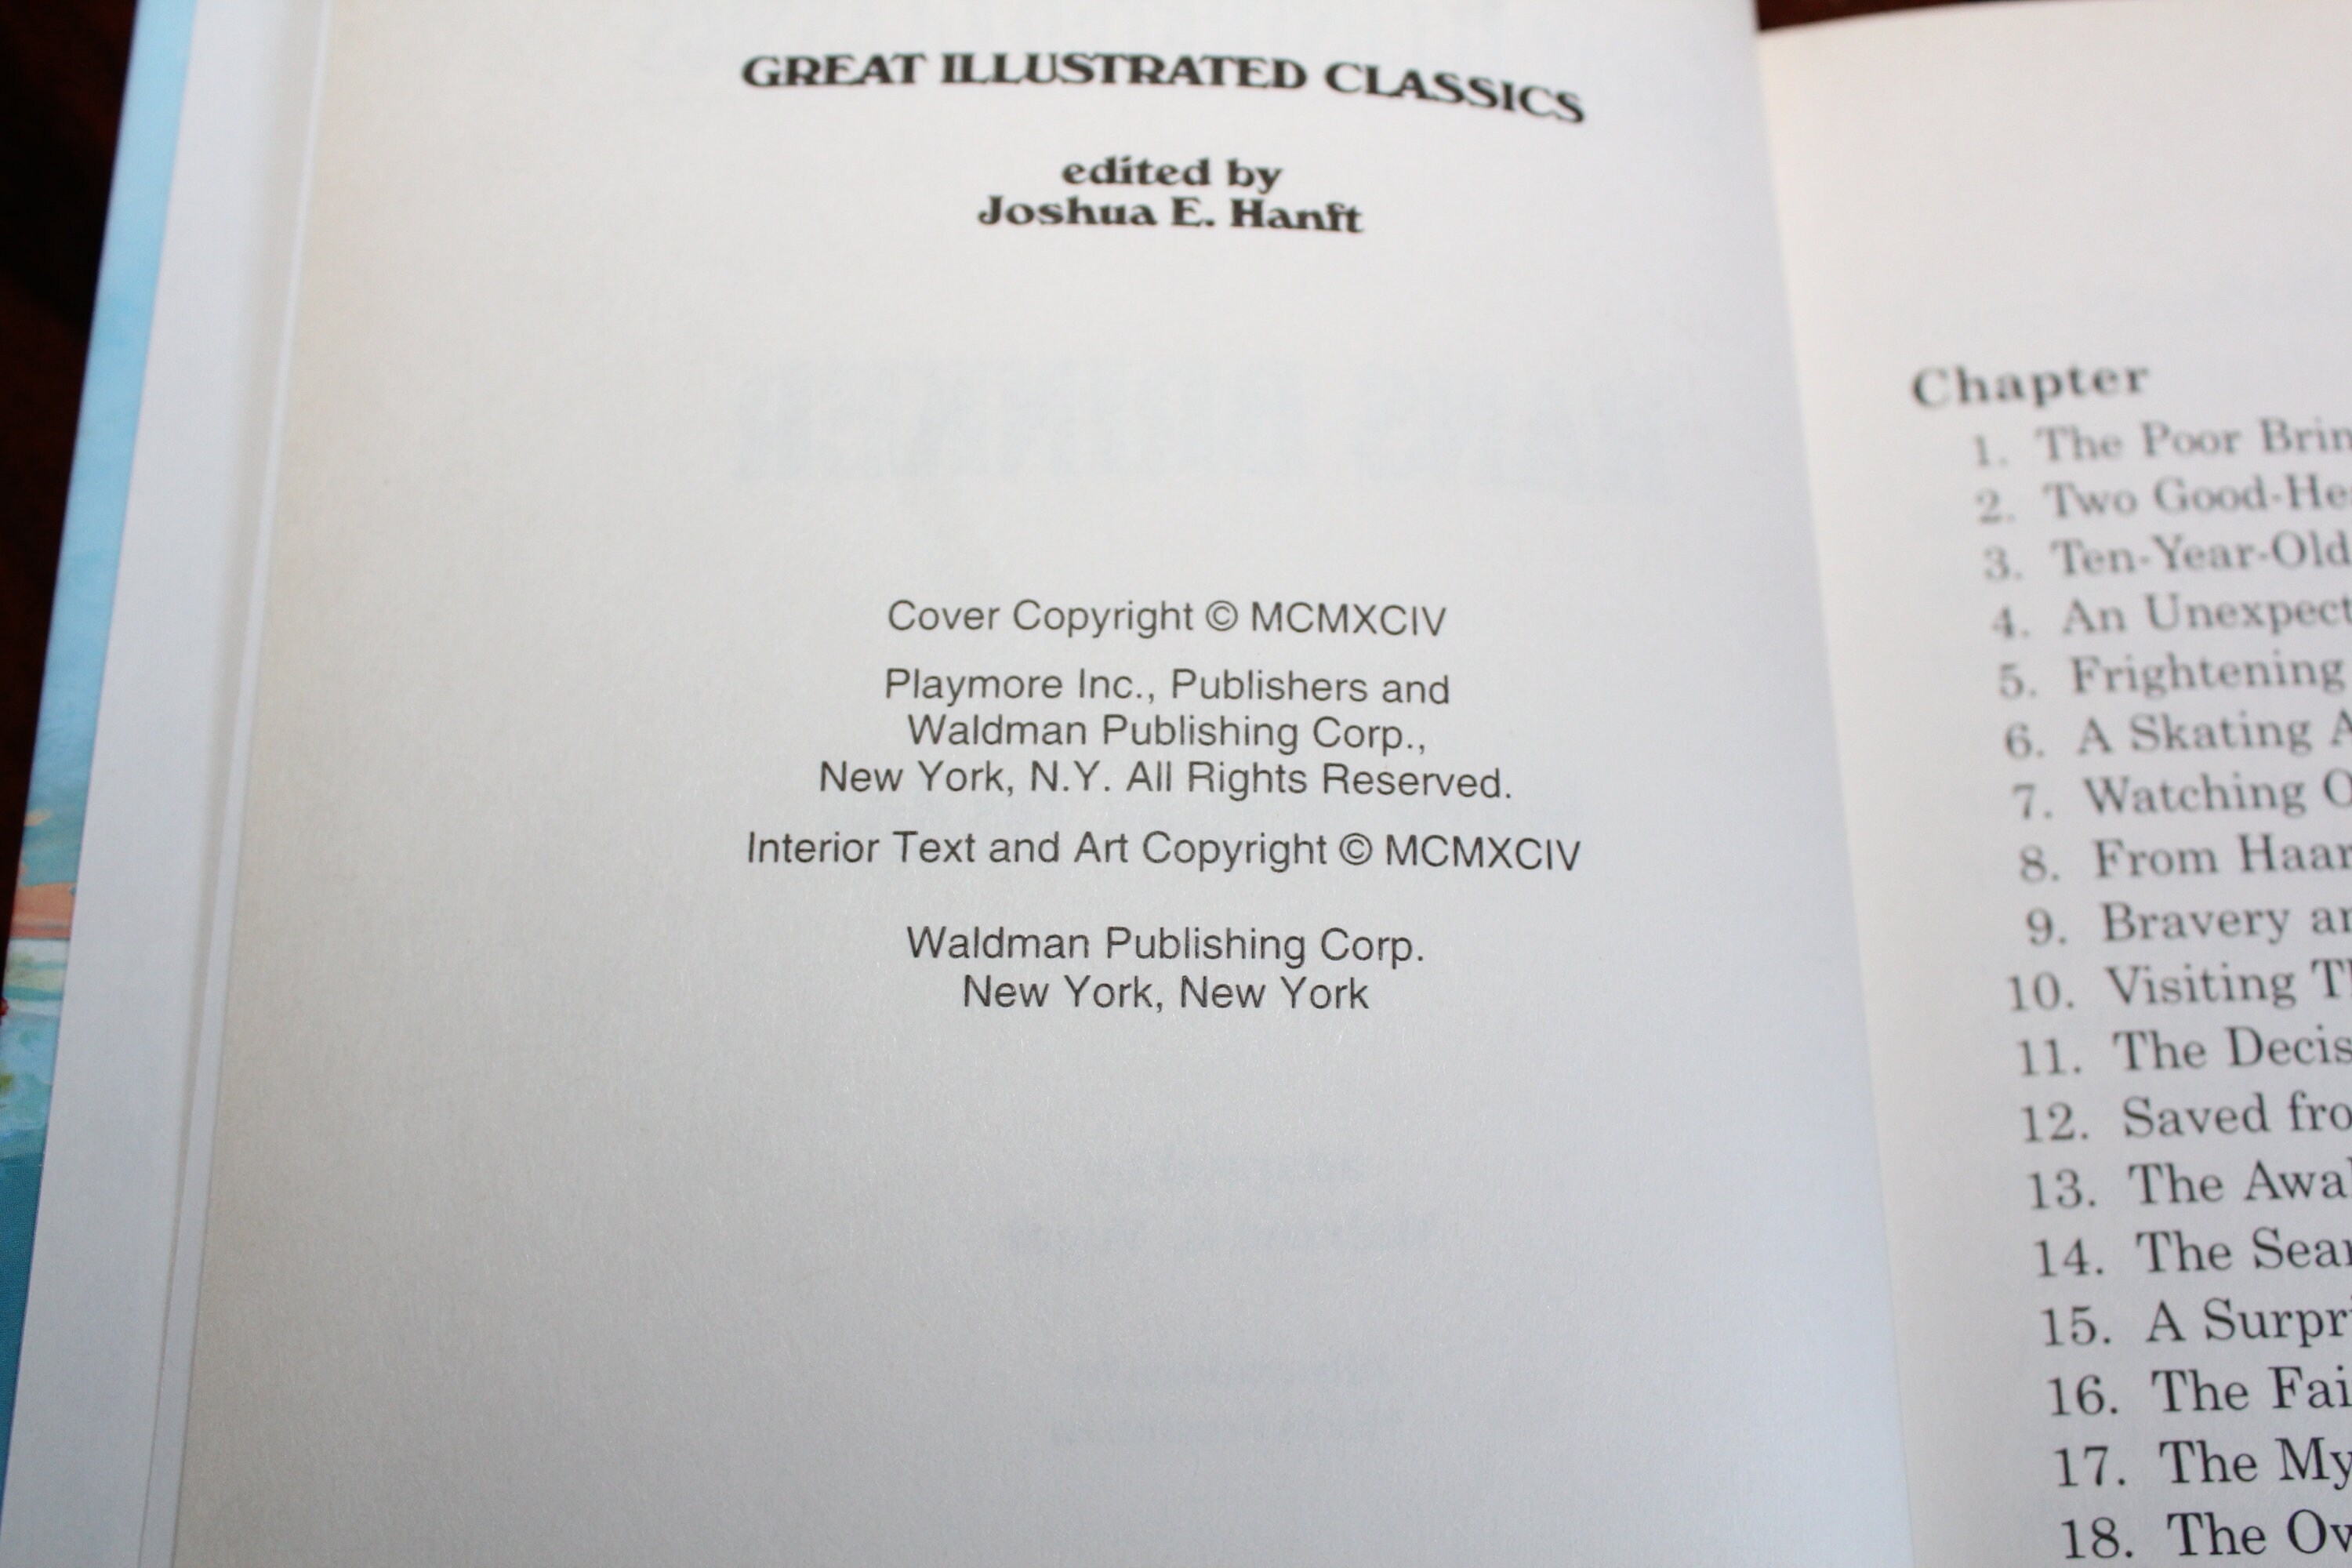 GREAT ILLUSTRATED CLASSICS
edited by
Joshua E. Hanft
Cover Copyright © MCMXCIV
Playmore Inc., Publishers and
Waldman Publishing Corp.,
New York, N.Y. All Rights Reserved.
Interior Text and Art Copyright © MCMXCIV
Waldman Publishing Corp.
New York, New York
Chapter
1. The Poor
2. Two
3. Ten-Year-Old
4. An
5. Frightening
6. A Skating
7. Watching
8. From
9. Bravery
10. Visiting
11. The
12. Saved
13. The
14. The
15. A
16. The
17. The
18. The